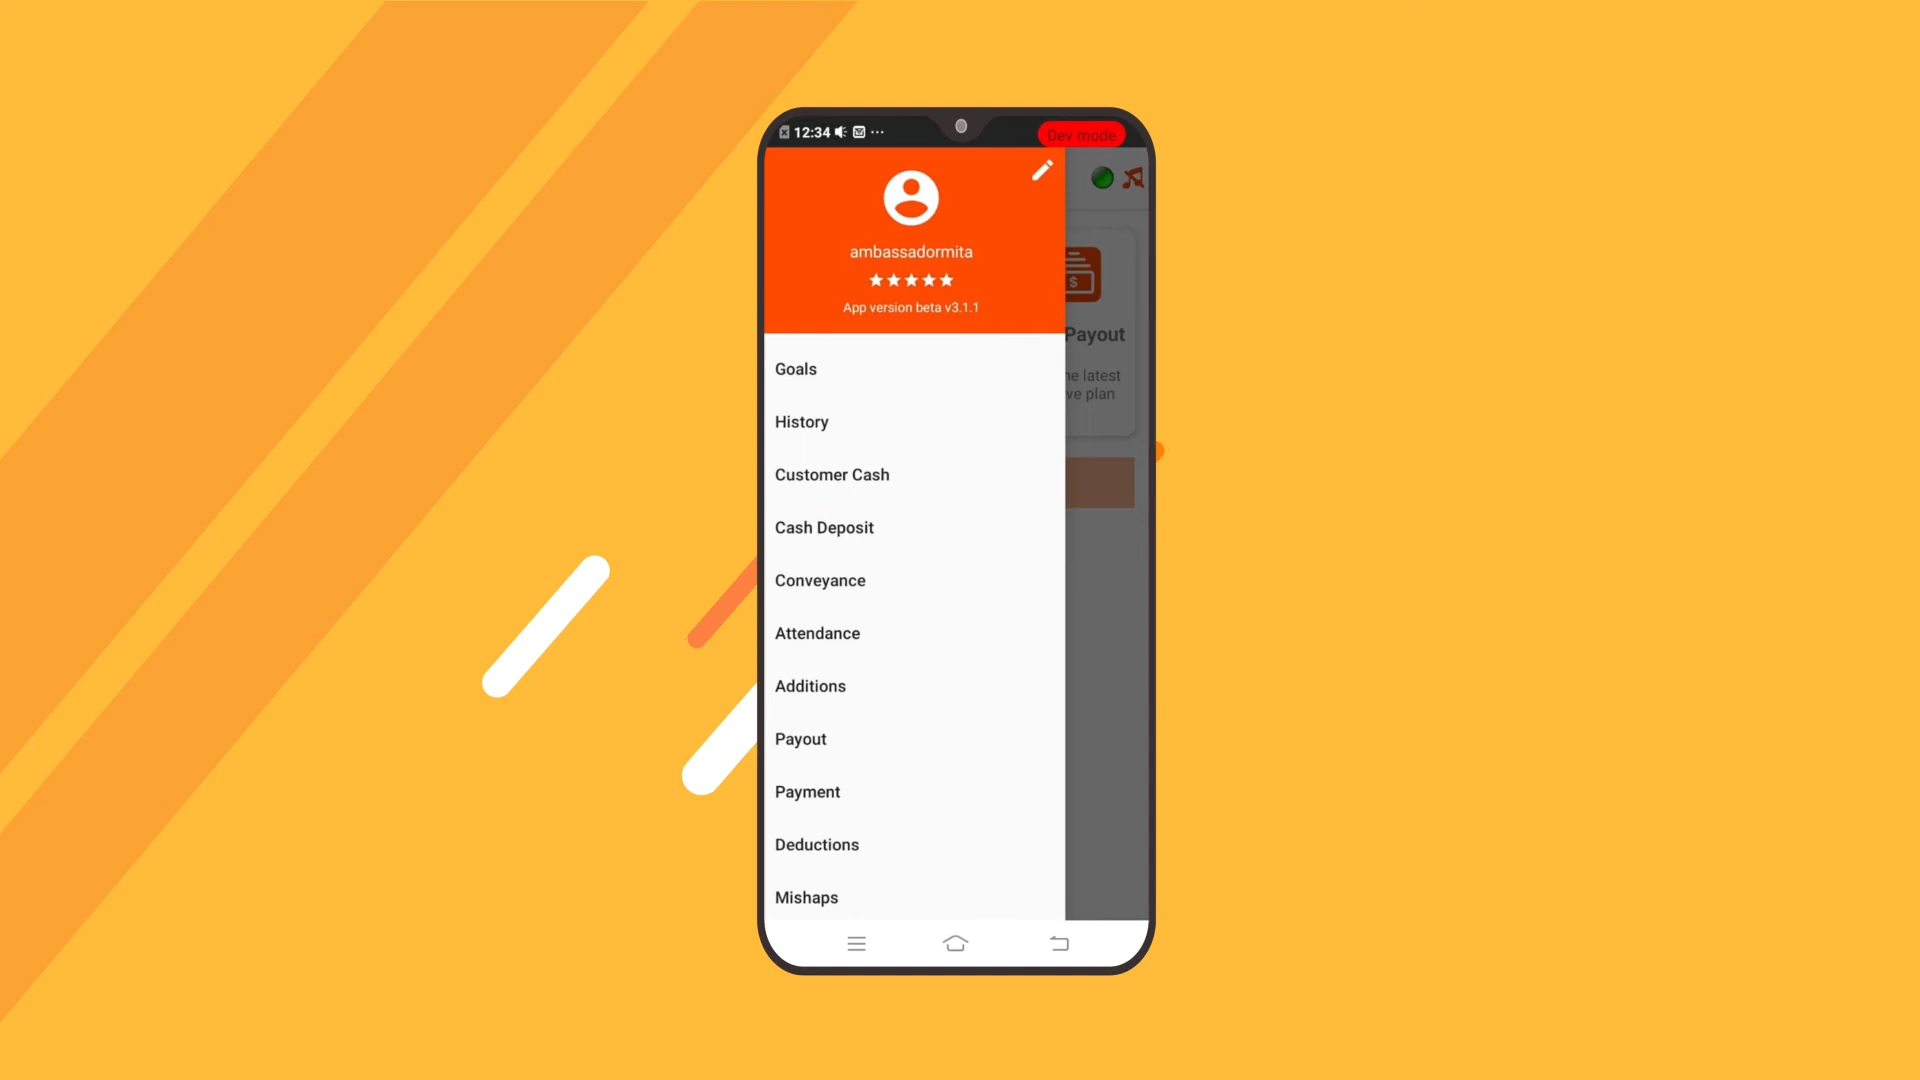 12:34
Dev mode
ambassadormita
App version beta v3.1.1
Goals
History
Customer Cash
Cash Deposit
Conveyance
Attendance
Additions
Payout
Payment
Deductions
Mishaps
$
Payout
he latest
ve plan